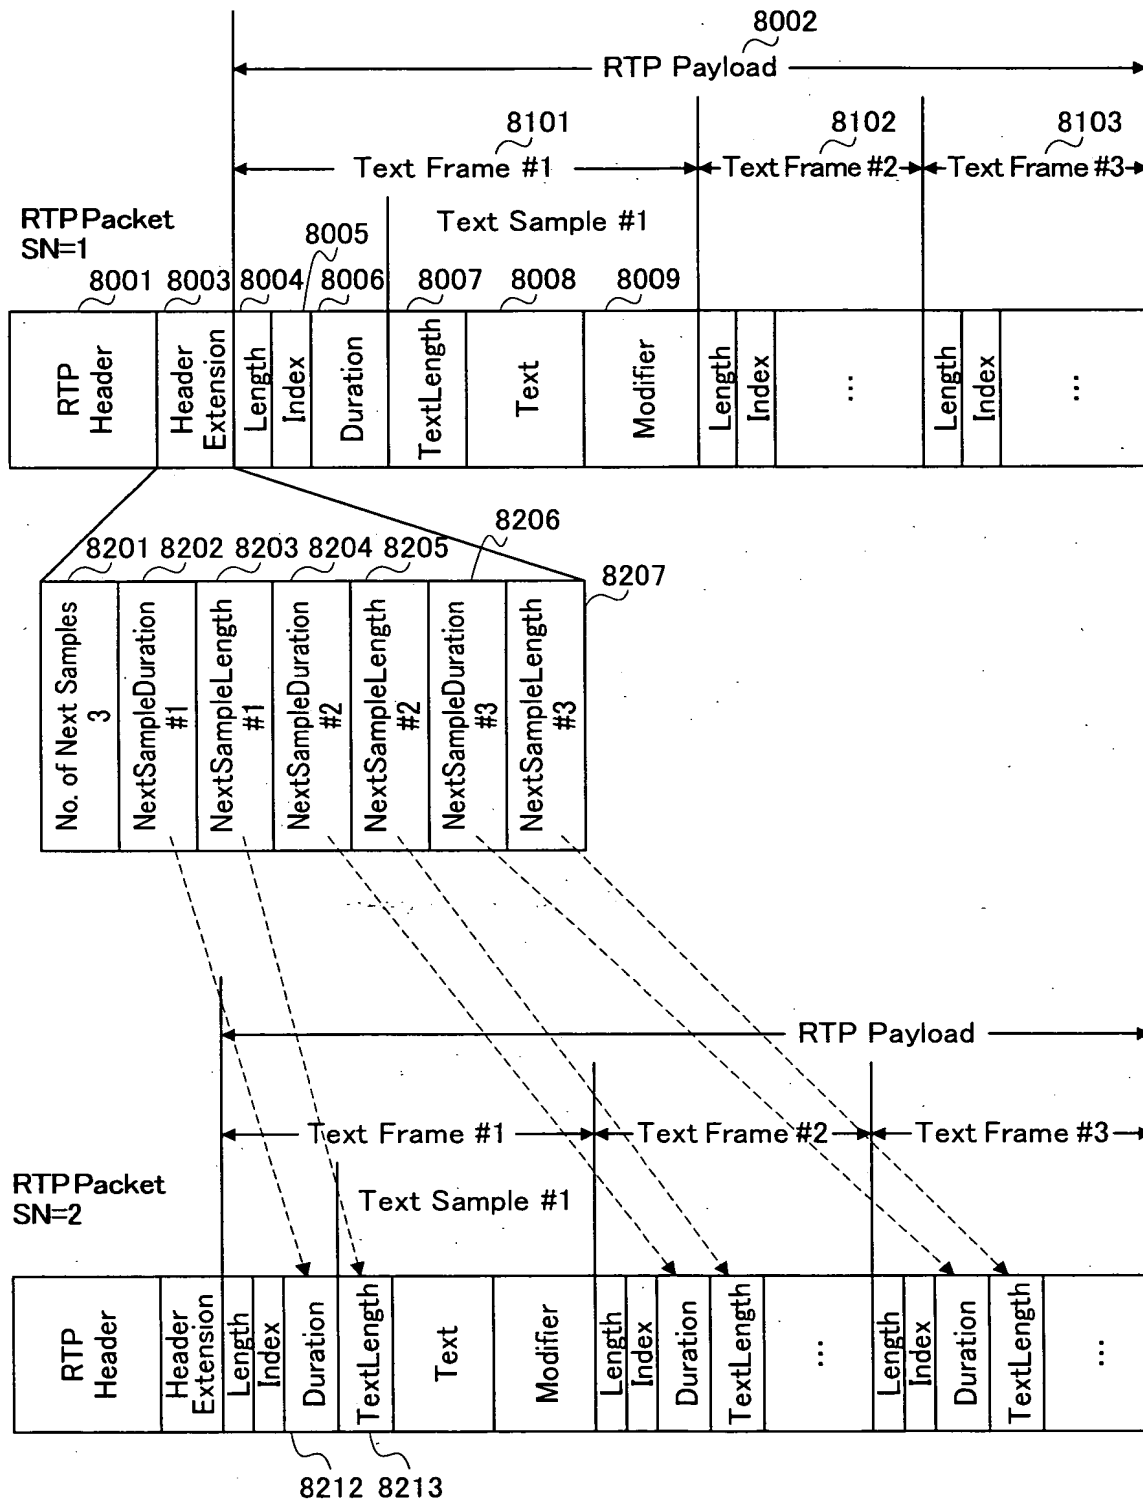 8002
RTP Payload
8101
8102
8103
Text Frame #1
Text Frame #2
Text Frame #3
RTP Packet
SN=1
Text Sample #1
8005
8001
8003
8004
8006
8007
8008
8009
RTP
Header
Header
Extension
Length
Index
Duration
TextLength
Text
Modifier
Length
Index
...
Length
Index
...
8206
8201
8202
8203
8204
8205
8207
No. of Next Samples
3
NextSampleDuration
#1
NextSampleLength
#1
NextSampleDuration
#2
NextSampleLength
#2
NextSampleDuration
#3
NextSampleLength
#3
RTP Payload
Text Frame #1
Text Frame #2
Text Frame #3
RTP Packet
SN=2
Text Sample #1
RTP
Header
Header
Extension
Length
Index
Duration
TextLength
Text
Modifier
Length
Index
Duration
TextLength
...
Length
Index
Duration
TextLength
...
8212
8213